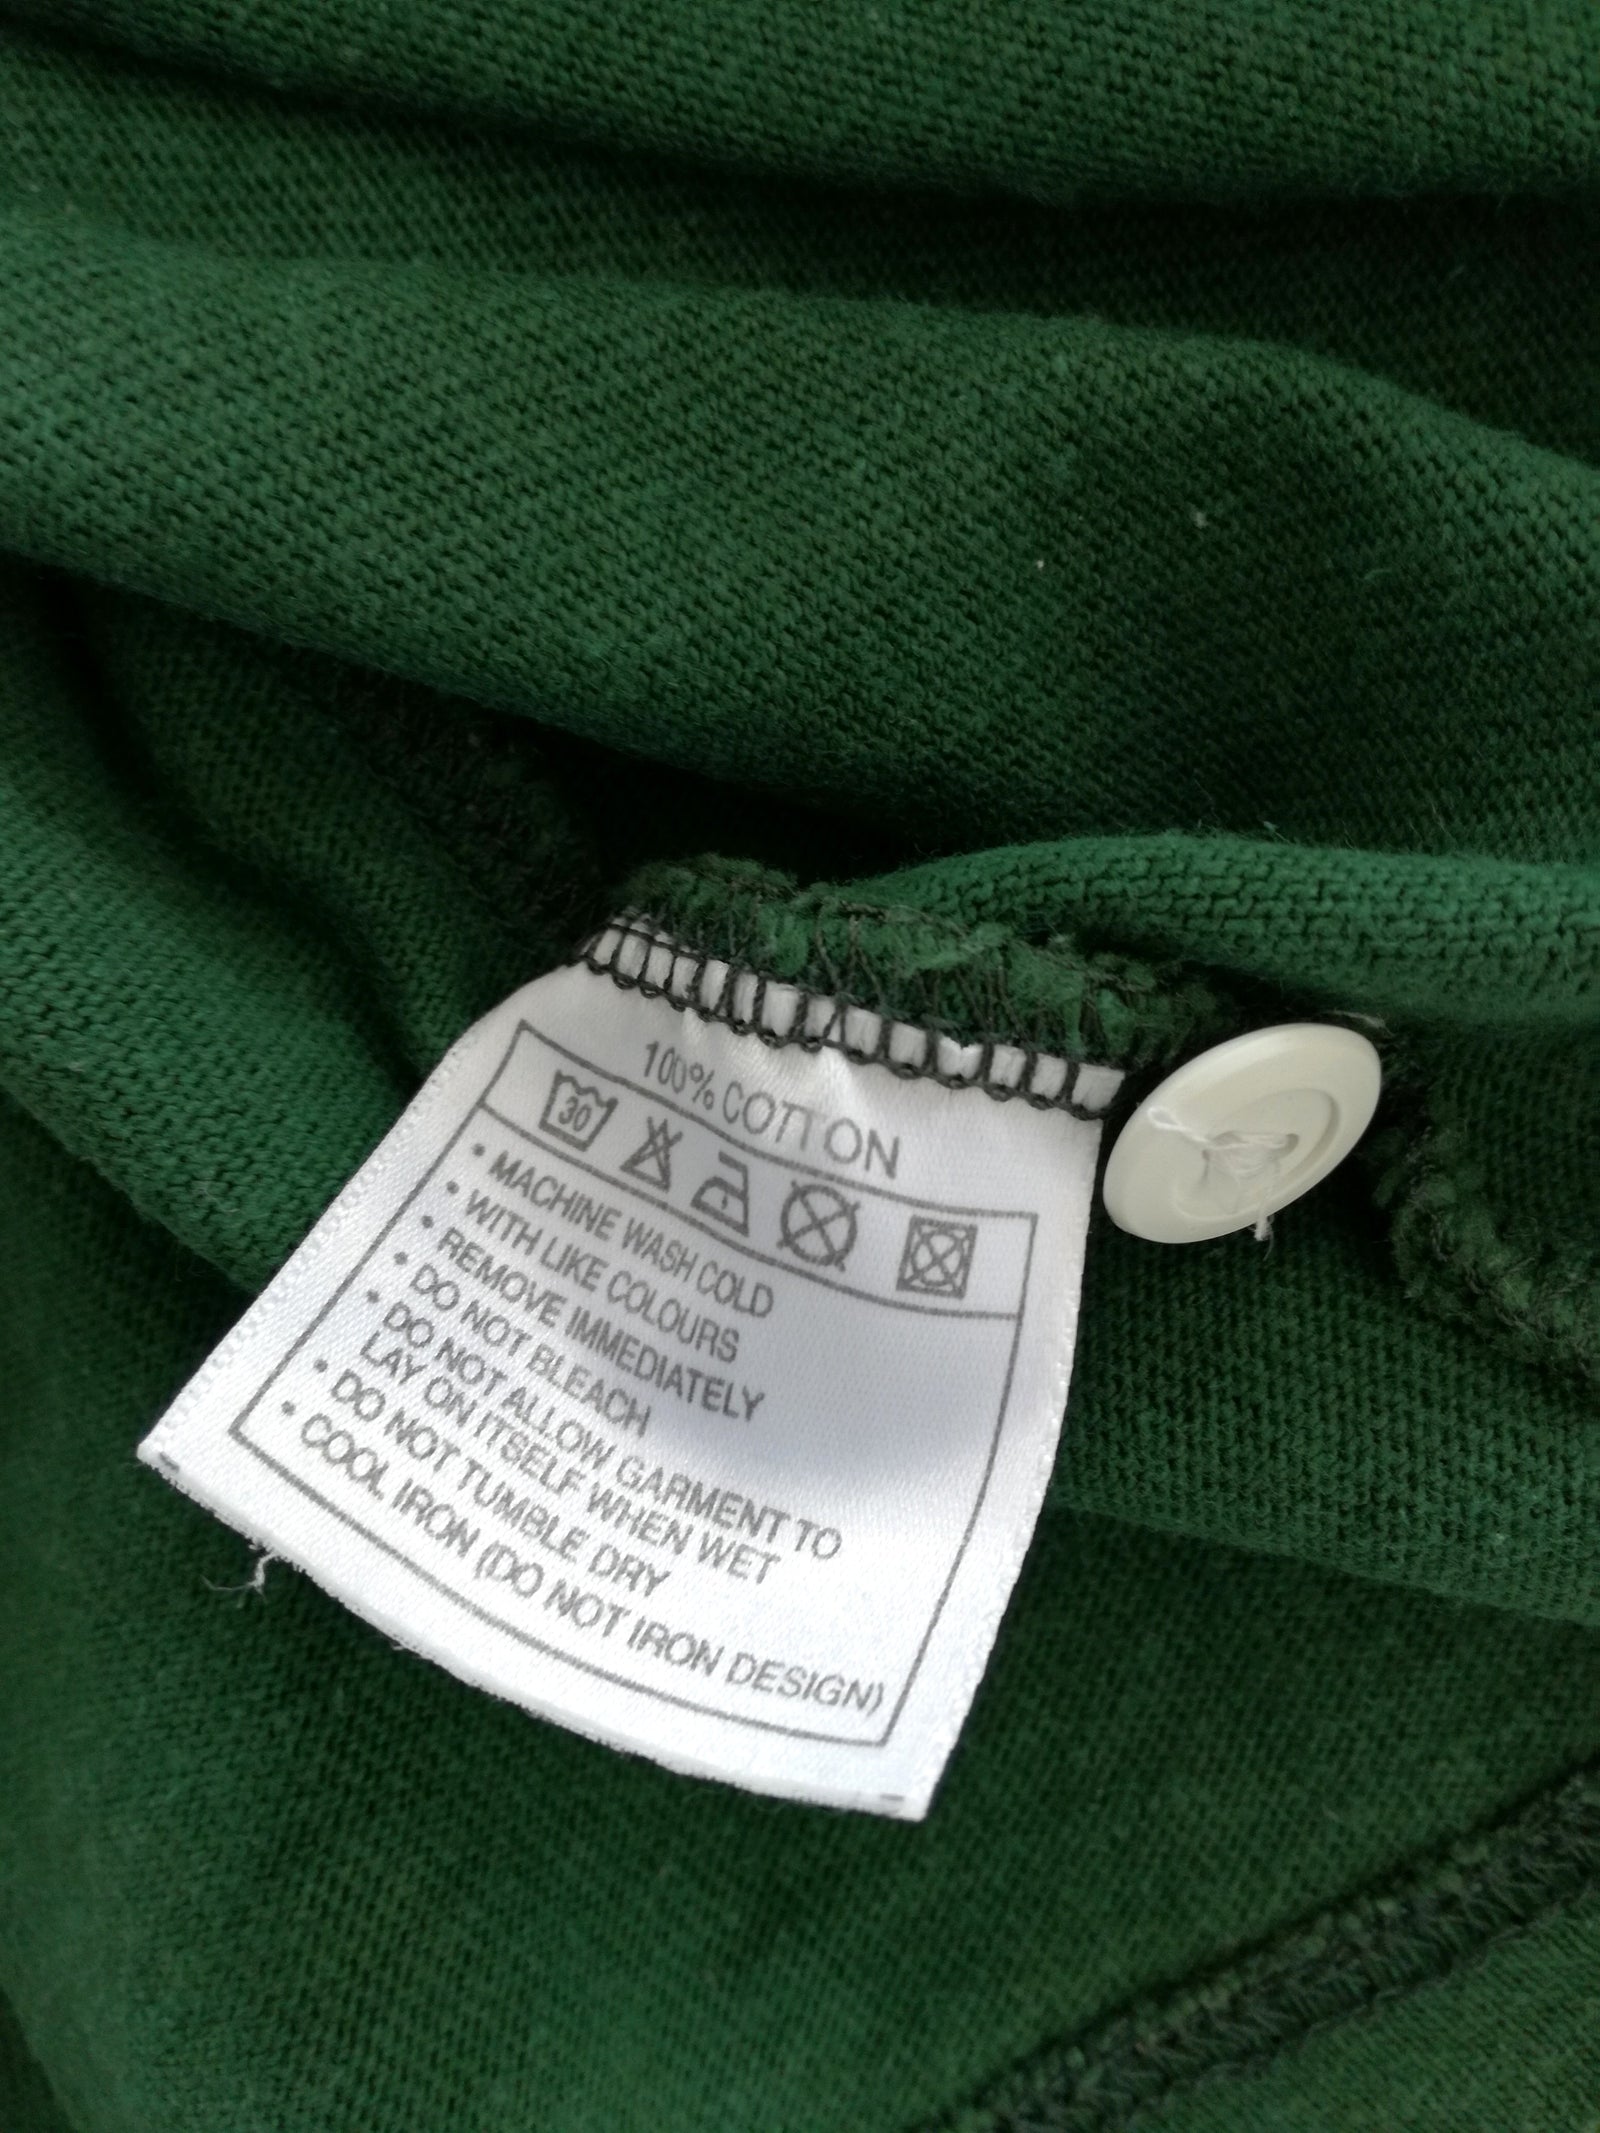 100% COTTON
30
• MACHINE WASH COLD
• WITH LIKE COLOURS
• REMOVE IMMEDIATELY
• DO NOT BLEACH
• DO NOT ALLOW GARMENT TO
LAY ON ITSELF WHEN WET
• DO NOT TUMBLE DRY
• COOL IRON (DO NOT IRON DESIGN)